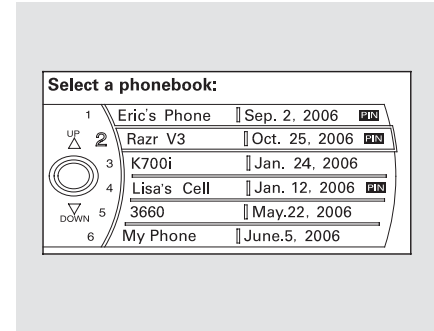 Select a phonebook:
1 Eric's Phone Sep. 2, 2006 PIN
UP 2 Razr V3 Oct. 25, 2006 PIN
3 K700i Jan. 24, 2006
4 Lisa's Cell Jan. 12, 2006 PIN
DOWN 5 3660 May.22, 2006
6 My Phone June.5, 2006